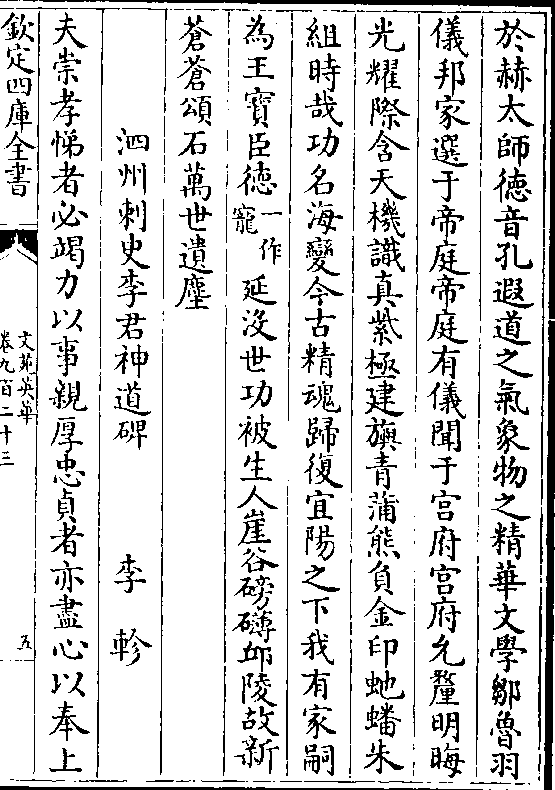 於赫太師徳音孔遐道之氣象物之精華文學鄒魯羽
儀邦家選于帝庭帝庭有儀聞于宫府宫府允釐明晦
光耀際含天機識真紫極建旟青蒲熊負金印虵蟠朱
組時哉功名海變今古精魂歸復宜陽之下我有家嗣
為王寶臣徳一作寵延没世功被生人崖谷磅礴邱陵故新
蒼蒼頌石萬世遺塵
泗州刺史李君神道碑 李軫
夫崇孝悌者必竭力以事親厚忠貞者亦盡心以奉上
欽定四庫全書
文苑英華
卷九百二十三
五